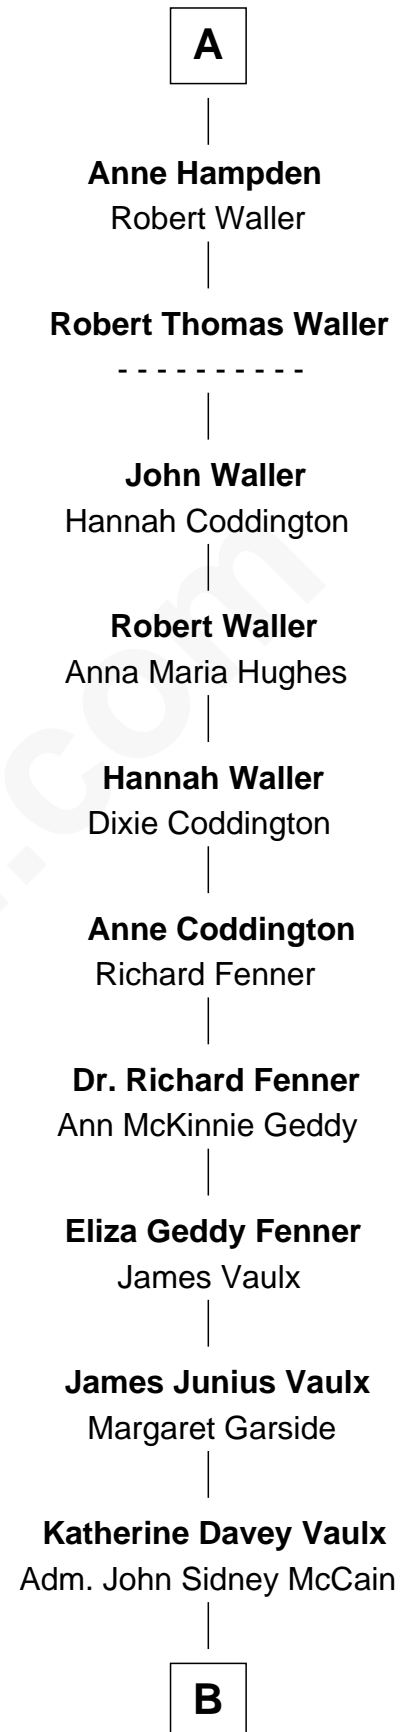 A
Anne Hampden
Robert Waller
Robert Thomas Waller
- - - - - - - - - -
John Waller
Hannah Coddington
Robert Waller
Anna Maria Hughes
Hannah Waller
Dixie Coddington
Anne Coddington
Richard Fenner
Dr. Richard Fenner
Ann McKinnie Geddy
Eliza Geddy Fenner
James Vaulx
James Junius Vaulx
Margaret Garside
Katherine Davey Vaulx
Adm. John Sidney McCain
B